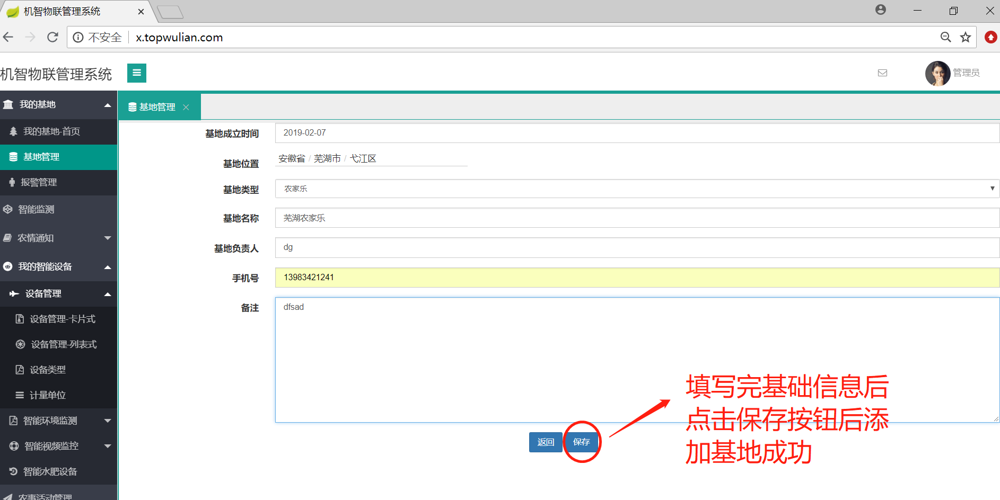 机智物联管理系统
不安全
x.topwulian.com
机智物联管理系统
管理员
我的基地
我的基地-首页
基地管理
报警管理
智能监测
农情通知
我的智能设备
设备管理
设备管理-卡片式
设备管理-列表式
设备类型
计量单位
智能环境监测
智能视频监控
智能水肥设备
农事活动管理
基地管理
基地成立时间 2019-02-07
基地位置 安徽省 / 芜湖市 / 弋江区
基地类型 农家乐
基地名称 芜湖农家乐
基地负责人 dg
手机号 13983421241
备注 dfsad
返回 保存
填写完基础信息后
点击保存按钮后添
加基地成功